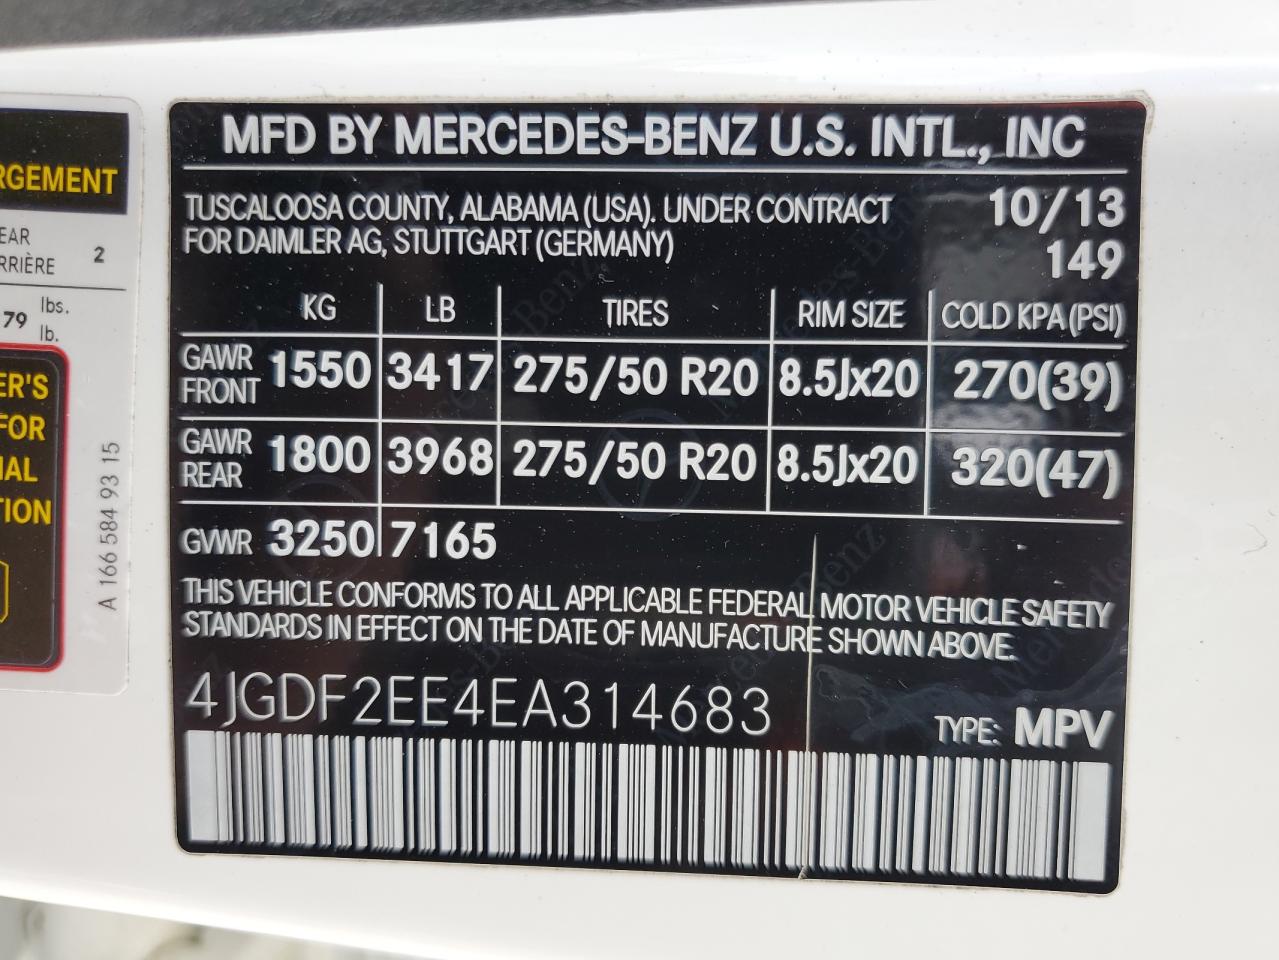 RGEMENT
EAR
RRIÈRE 2
79 lbs.
lb.
ER'S
FOR
NAL
TION
A 166 584 93 15
MFD BY MERCEDES-BENZ U.S. INTL., INC
TUSCALOOSA COUNTY, ALABAMA (USA). UNDER CONTRACT 10/13
FOR DAIMLER AG, STUTTGART (GERMANY) 149
KG LB TIRES RIM SIZE COLD KPA (PSI)
GAWR FRONT 1550 3417 275/50 R20 8.5Jx20 270(39)
GAWR REAR 1800 3968 275/50 R20 8.5Jx20 320(47)
GVWR 3250 7165
THIS VEHICLE CONFORMS TO ALL APPLICABLE FEDERAL MOTOR VEHICLE SAFETY
STANDARDS IN EFFECT ON THE DATE OF MANUFACTURE SHOWN ABOVE.
4JGDF2EE4EA314683
TYPE: MPV